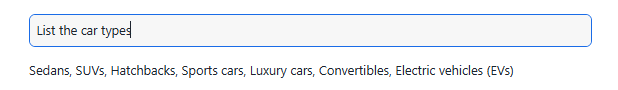 List the car types
Sedans, SUVs, Hatchbacks, Sports cars, Luxury cars, Convertibles, Electric vehicles (EVs)